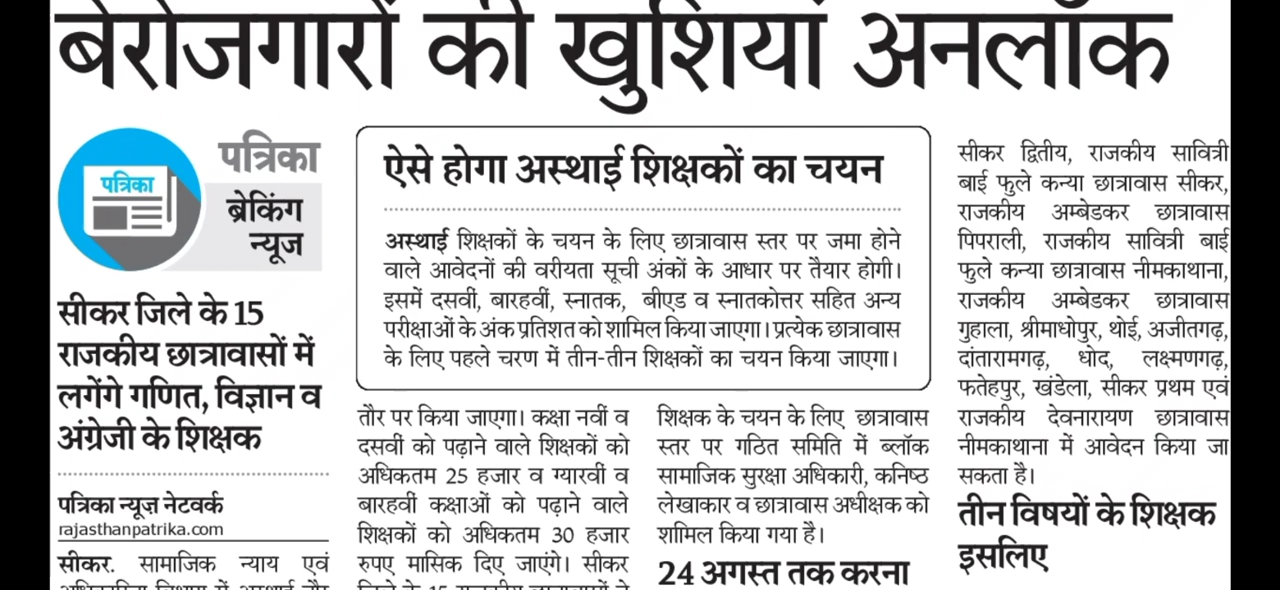 बेरोजगारों की खुशियां अनलॉक
पत्रिका
पत्रिका
ब्रेकिंग
न्यूज
सीकर जिले के 15
राजकीय छात्रावासों में
लगेंगे गणित, विज्ञान व
अंग्रेजी के शिक्षक
पत्रिका न्यूज नेटवर्क
rajasthanpatrika.com
सीकर. सामाजिक न्याय एवं
ऐसे होगा अस्थाई शिक्षकों का चयन
अस्थाई शिक्षकों के चयन के लिए छात्रावास स्तर पर जमा होने
वाले आवेदनों की वरीयता सूची अंकों के आधार पर तैयार होगी।
इसमें दसवीं, बारहवीं, स्नातक, बीएड व स्नातकोत्तर सहित अन्य
परीक्षाओं के अंक प्रतिशत को शामिल किया जाएगा। प्रत्येक छात्रावास
के लिए पहले चरण में तीन-तीन शिक्षकों का चयन किया जाएगा।
तौर पर किया जाएगा। कक्षा नवीं व
दसवीं को पढ़ाने वाले शिक्षकों को
अधिकतम 25 हजार व ग्यारवीं व
बारहवीं कक्षाओं को पढ़ाने वाले
शिक्षकों को अधिकतम 30 हजार
रुपए मासिक दिए जाएंगे। सीकर
शिक्षक के चयन के लिए छात्रावास
स्तर पर गठित समिति में ब्लॉक
सामाजिक सुरक्षा अधिकारी, कनिष्ठ
लेखाकार व छात्रावास अधीक्षक को
शामिल किया गया है।
24 अगस्त तक करना
सीकर द्वितीय, राजकीय सावित्री
बाई फुले कन्या छात्रावास सीकर,
राजकीय अम्बेडकर छात्रावास
पिपराली, राजकीय सावित्री बाई
फुले कन्या छात्रावास नीमकाथाना,
राजकीय अम्बेडकर छात्रावास
गुहाला, श्रीमाधोपुर, थोई, अजीतगढ़,
दांतारामगढ़, धोद, लक्ष्मणगढ़,
फतेहपुर, खंडेला, सीकर प्रथम एवं
राजकीय देवनारायण छात्रावास
नीमकाथाना में आवेदन किया जा
सकता है।
तीन विषयों के शिक्षक
इसलिए